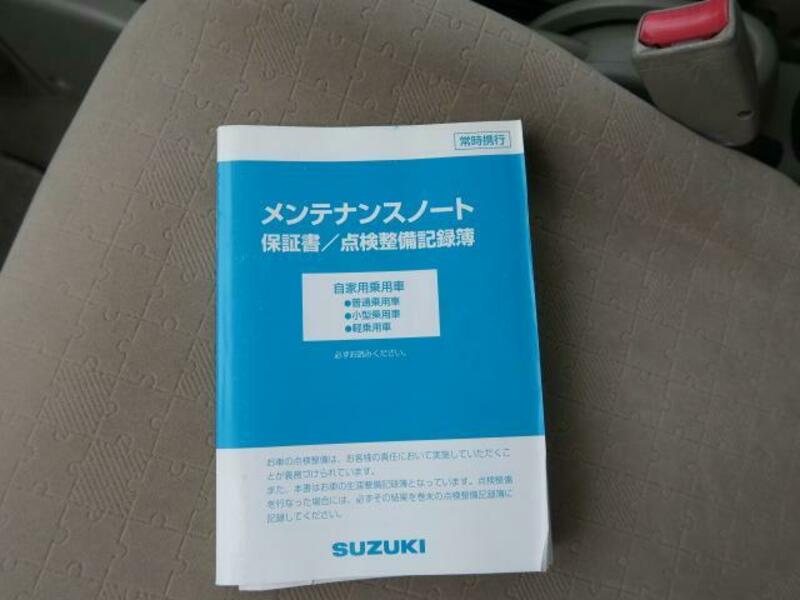 常時携行
メンテナンスノート
保証書／点検整備記録簿
自家用乗用車
●普通乗用車
●小型乗用車
●軽乗用車
必ずお読みください。
お車の点検整備は、お客様の責任において実施していただくこ
とが義務づけられています。
また、本書はお車の生涯整備記録簿となっています。点検整備
を行なった場合には、必ずその結果を巻末の点検整備記録簿に
記録してください。
SUZUKI